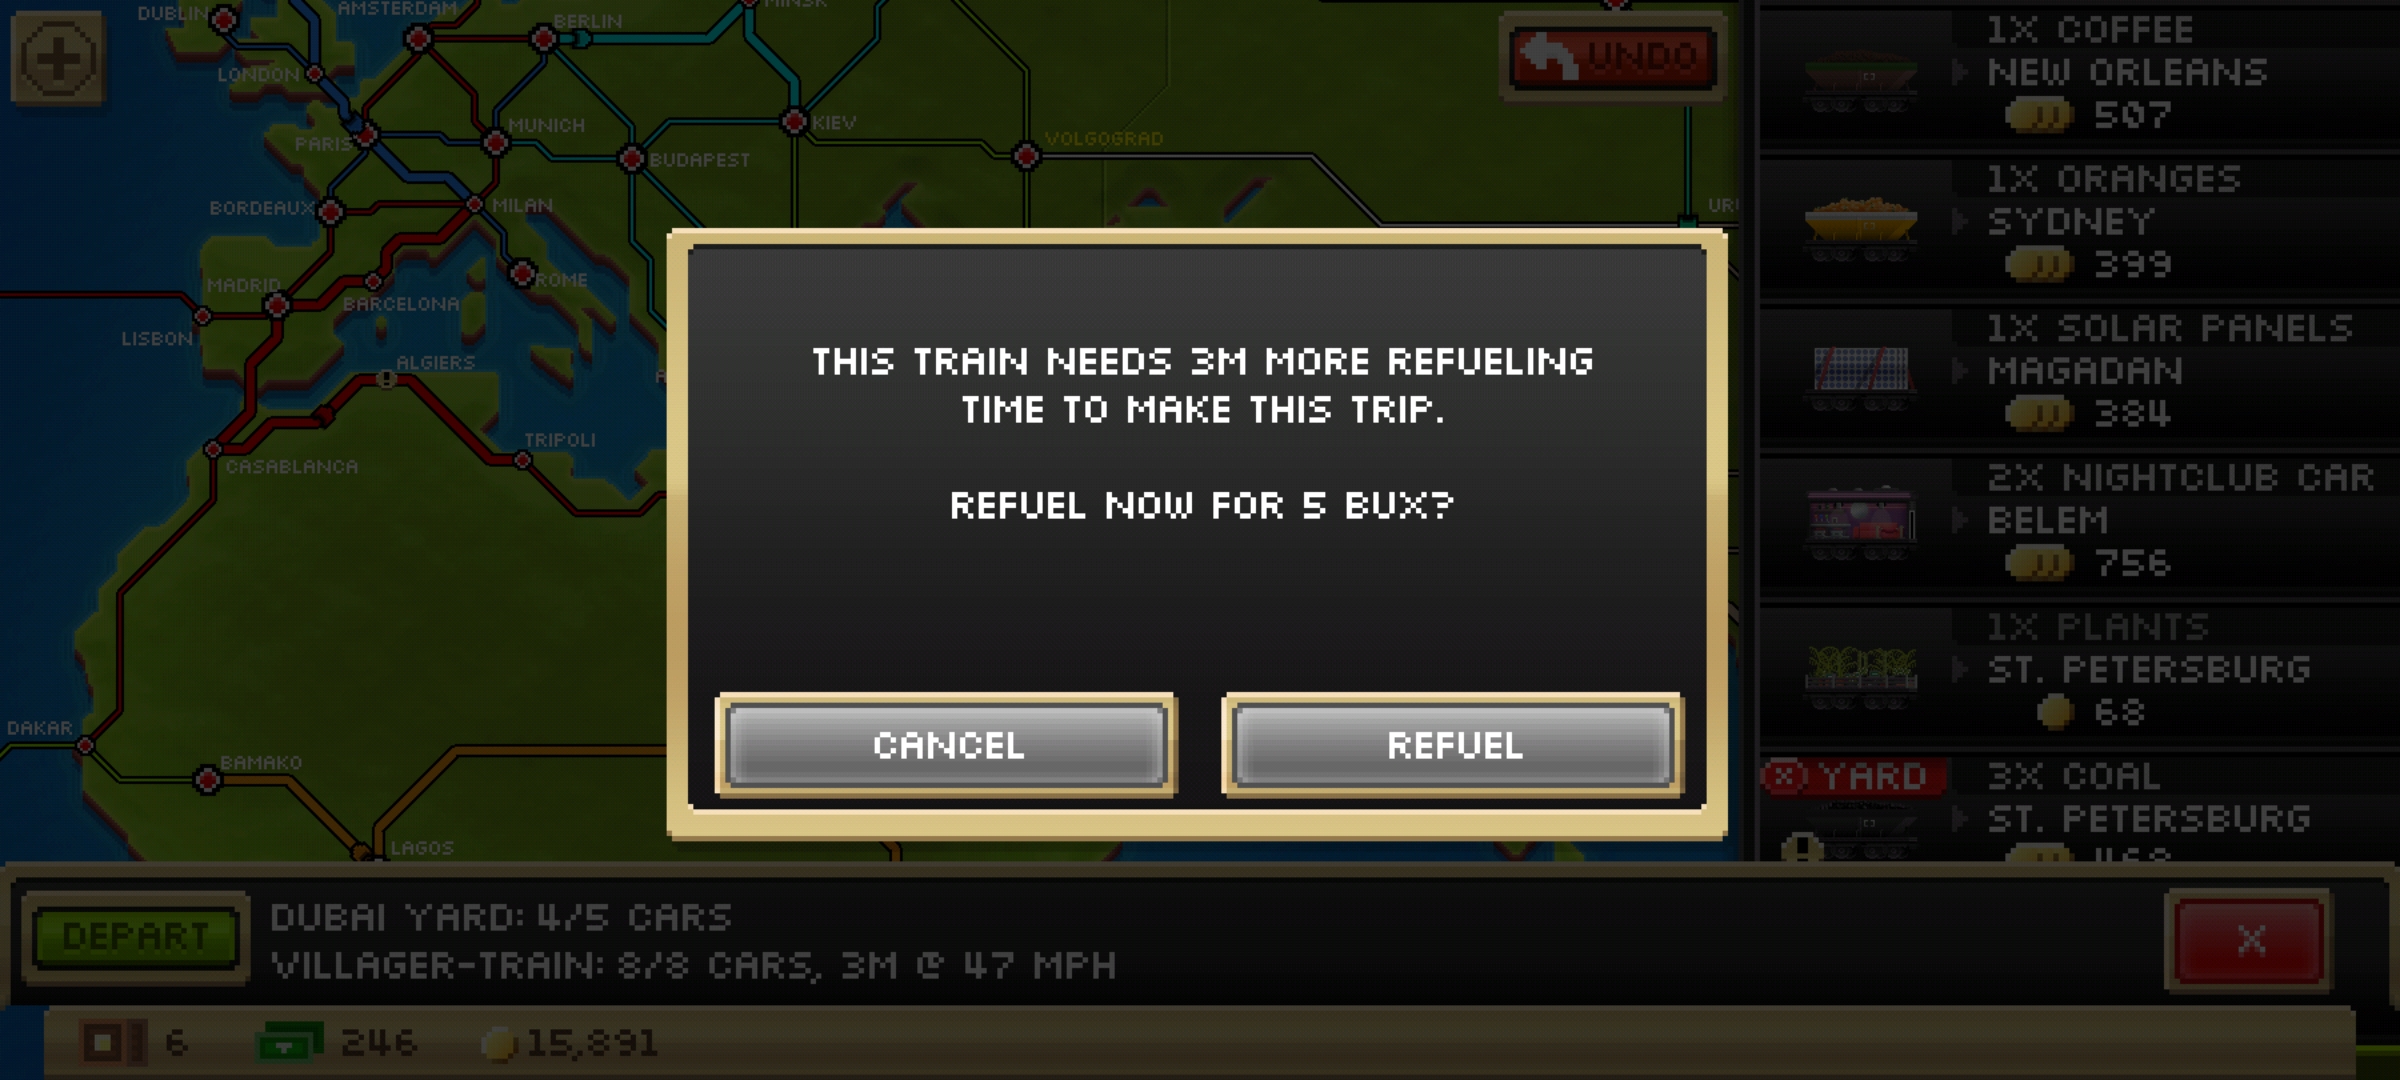 DUBLIN
AMSTERDAM
BERLIN
MINSK
LONDON
PARIS
MUNICH
KIEV
BUDAPEST
VOLGOGRAD
BORDEAUX
MILAN
ROME
MADRID
BARCELONA
LISBON
ALGIERS
TRIPOLI
CASABLANCA
DAKAR
BAMAKO
LAGOS
UNDO
THIS TRAIN NEEDS 3M MORE REFUELING
TIME TO MAKE THIS TRIP.
REFUEL NOW FOR 5 BUX?
CANCEL
REFUEL
1X COFFEE
NEW ORLEANS
507
1X ORANGES
SYDNEY
399
1X SOLAR PANELS
MAGADAN
384
2X NIGHTCLUB CAR
BELEM
756
1X PLANTS
ST. PETERSBURG
68
YARD
3X COAL
ST. PETERSBURG
DEPART
DUBAI YARD: 4/5 CARS
VILLAGER-TRAIN: 8/8 CARS, 3M @ 47 MPH
X
6
246
15,891